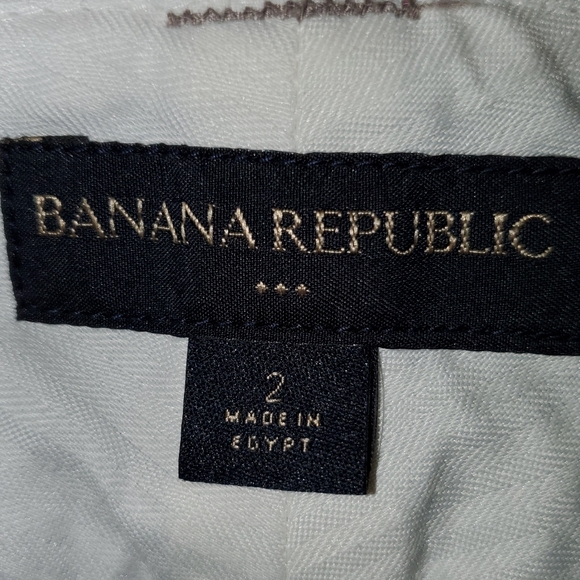 BANANA REPUBLIC
2
MADE IN
EGYPT